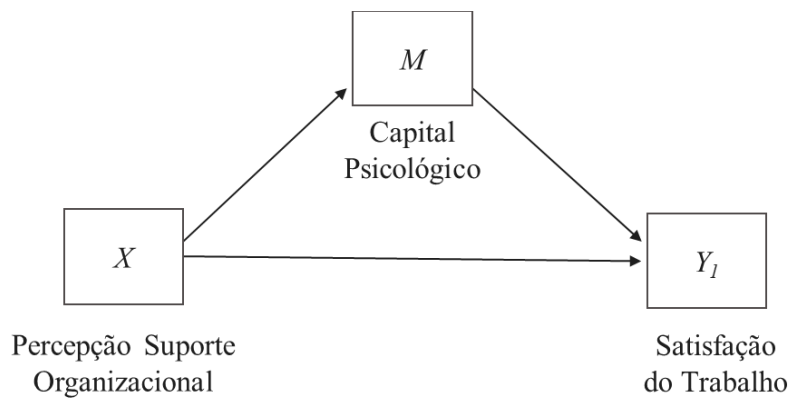 M
Capital
Psicológico
X
Y1
Percepção Suporte
Organizacional
Satisfação
do Trabalho